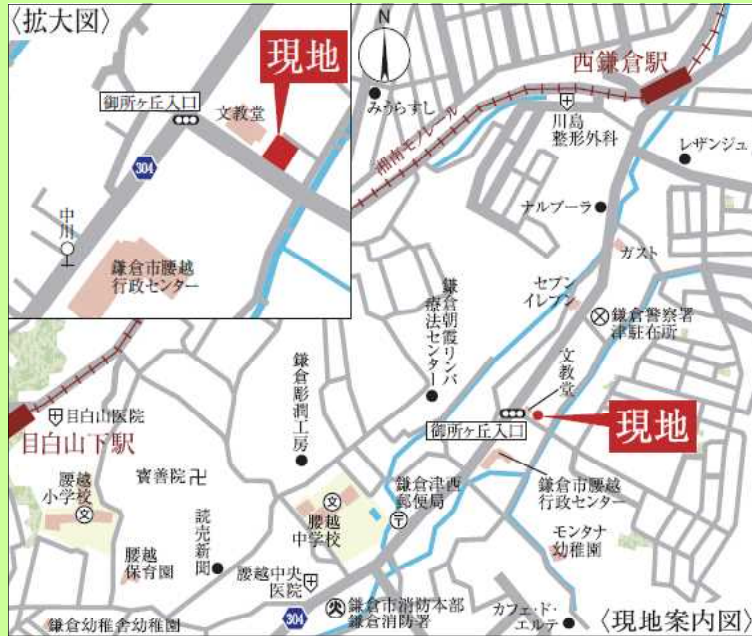 〈拡大図〉
現地
御所ヶ丘入口
文教堂
304
中川
鎌倉市腰越
行政センター
N
みうらすし
西鎌倉駅
湘南モノレール
川島
整形外科
レザンジュ
ナルブーラ
ガスト
セブン
イレブン
鎌倉警察署
津駐在所
鎌倉朝霞リンパ
療法センター
文教堂
鎌倉彫潤工房
御所ヶ丘入口
現地
目白山医院
目白山下駅
寳善院
腰越
小学校
文
文
腰越
中学校
鎌倉津西
郵便局
鎌倉市腰越
行政センター
モンタナ
幼稚園
読売新聞
腰越
保育園
腰越中央
医院
鎌倉市消防本部
鎌倉消防署
304
鎌倉幼稚舎幼稚園
カフェ・ド・
エルテ
〈現地案内図〉